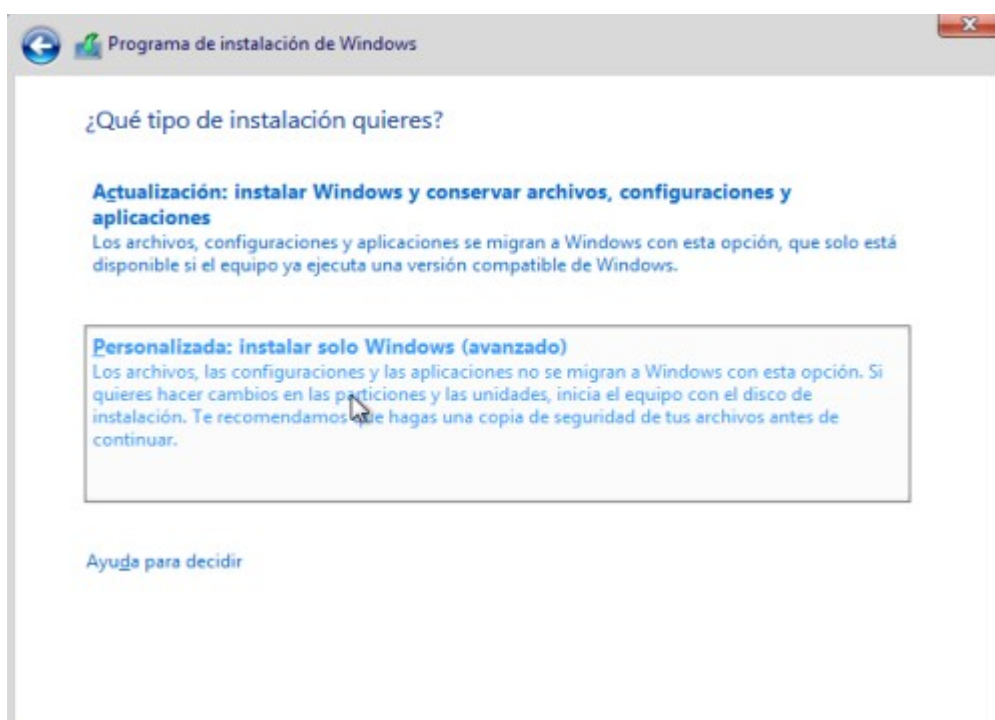 Programa de instalación de Windows
¿Qué tipo de instalación quieres?
Actualización: instalar Windows y conservar archivos, configuraciones y
aplicaciones
Los archivos, configuraciones y aplicaciones se migran a Windows con esta opción, que solo está
disponible si el equipo ya ejecuta una versión compatible de Windows.
Personalizada: instalar solo Windows (avanzado)
Los archivos, las configuraciones y las aplicaciones no se migran a Windows con esta opción. Si
quieres hacer cambios en las particiones y las unidades, inicia el equipo con el disco de
instalación. Te recomendamos que hagas una copia de seguridad de tus archivos antes de
continuar.
Ayuda para decidir